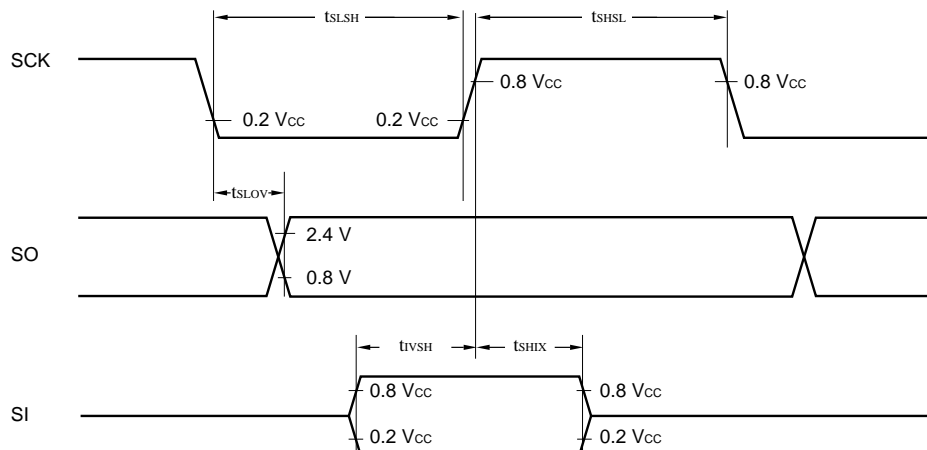 tSLSH tSHSL
SCK
0.8 VCC 0.8 VCC
0.2 VCC 0.2 VCC
tSLOV
2.4 V
SO
0.8 V
tIVSH tSHIX
0.8 VCC 0.8 VCC
SI
0.2 VCC 0.2 VCC